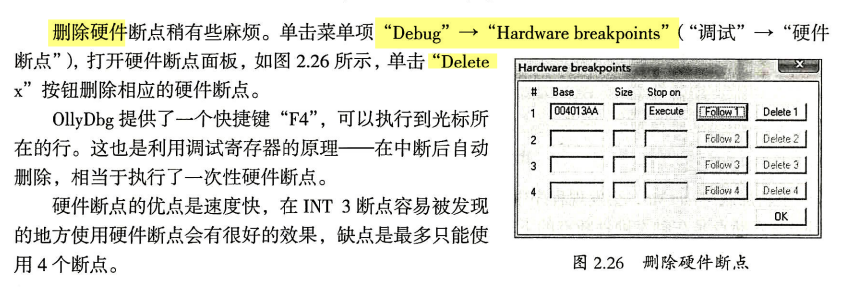 删除硬件断点稍有些麻烦。单击菜单项“Debug”→“Hardware breakpoints”(“调试”→“硬件
断点”),打开硬件断点面板,如图 2.26 所示,单击“Delete
x”按钮删除相应的硬件断点。
OllyDbg 提供了一个快捷键“F4”,可以执行到光标所
在的行。这也是利用调试寄存器的原理——在中断后自动
删除,相当于执行了一次性硬件断点。
硬件断点的优点是速度快,在 INT 3 断点容易被发现
的地方使用硬件断点会有很好的效果,缺点是最多只能使
用 4 个断点。
Hardware breakpoints
# Base Size Stop on
1 004013AA Execute Follow 1 Delete 1
2 Follow 2 Delete 2
3 Follow 3 Delete 3
4 Follow 4 Delete 4
OK
图 2.26 删除硬件断点